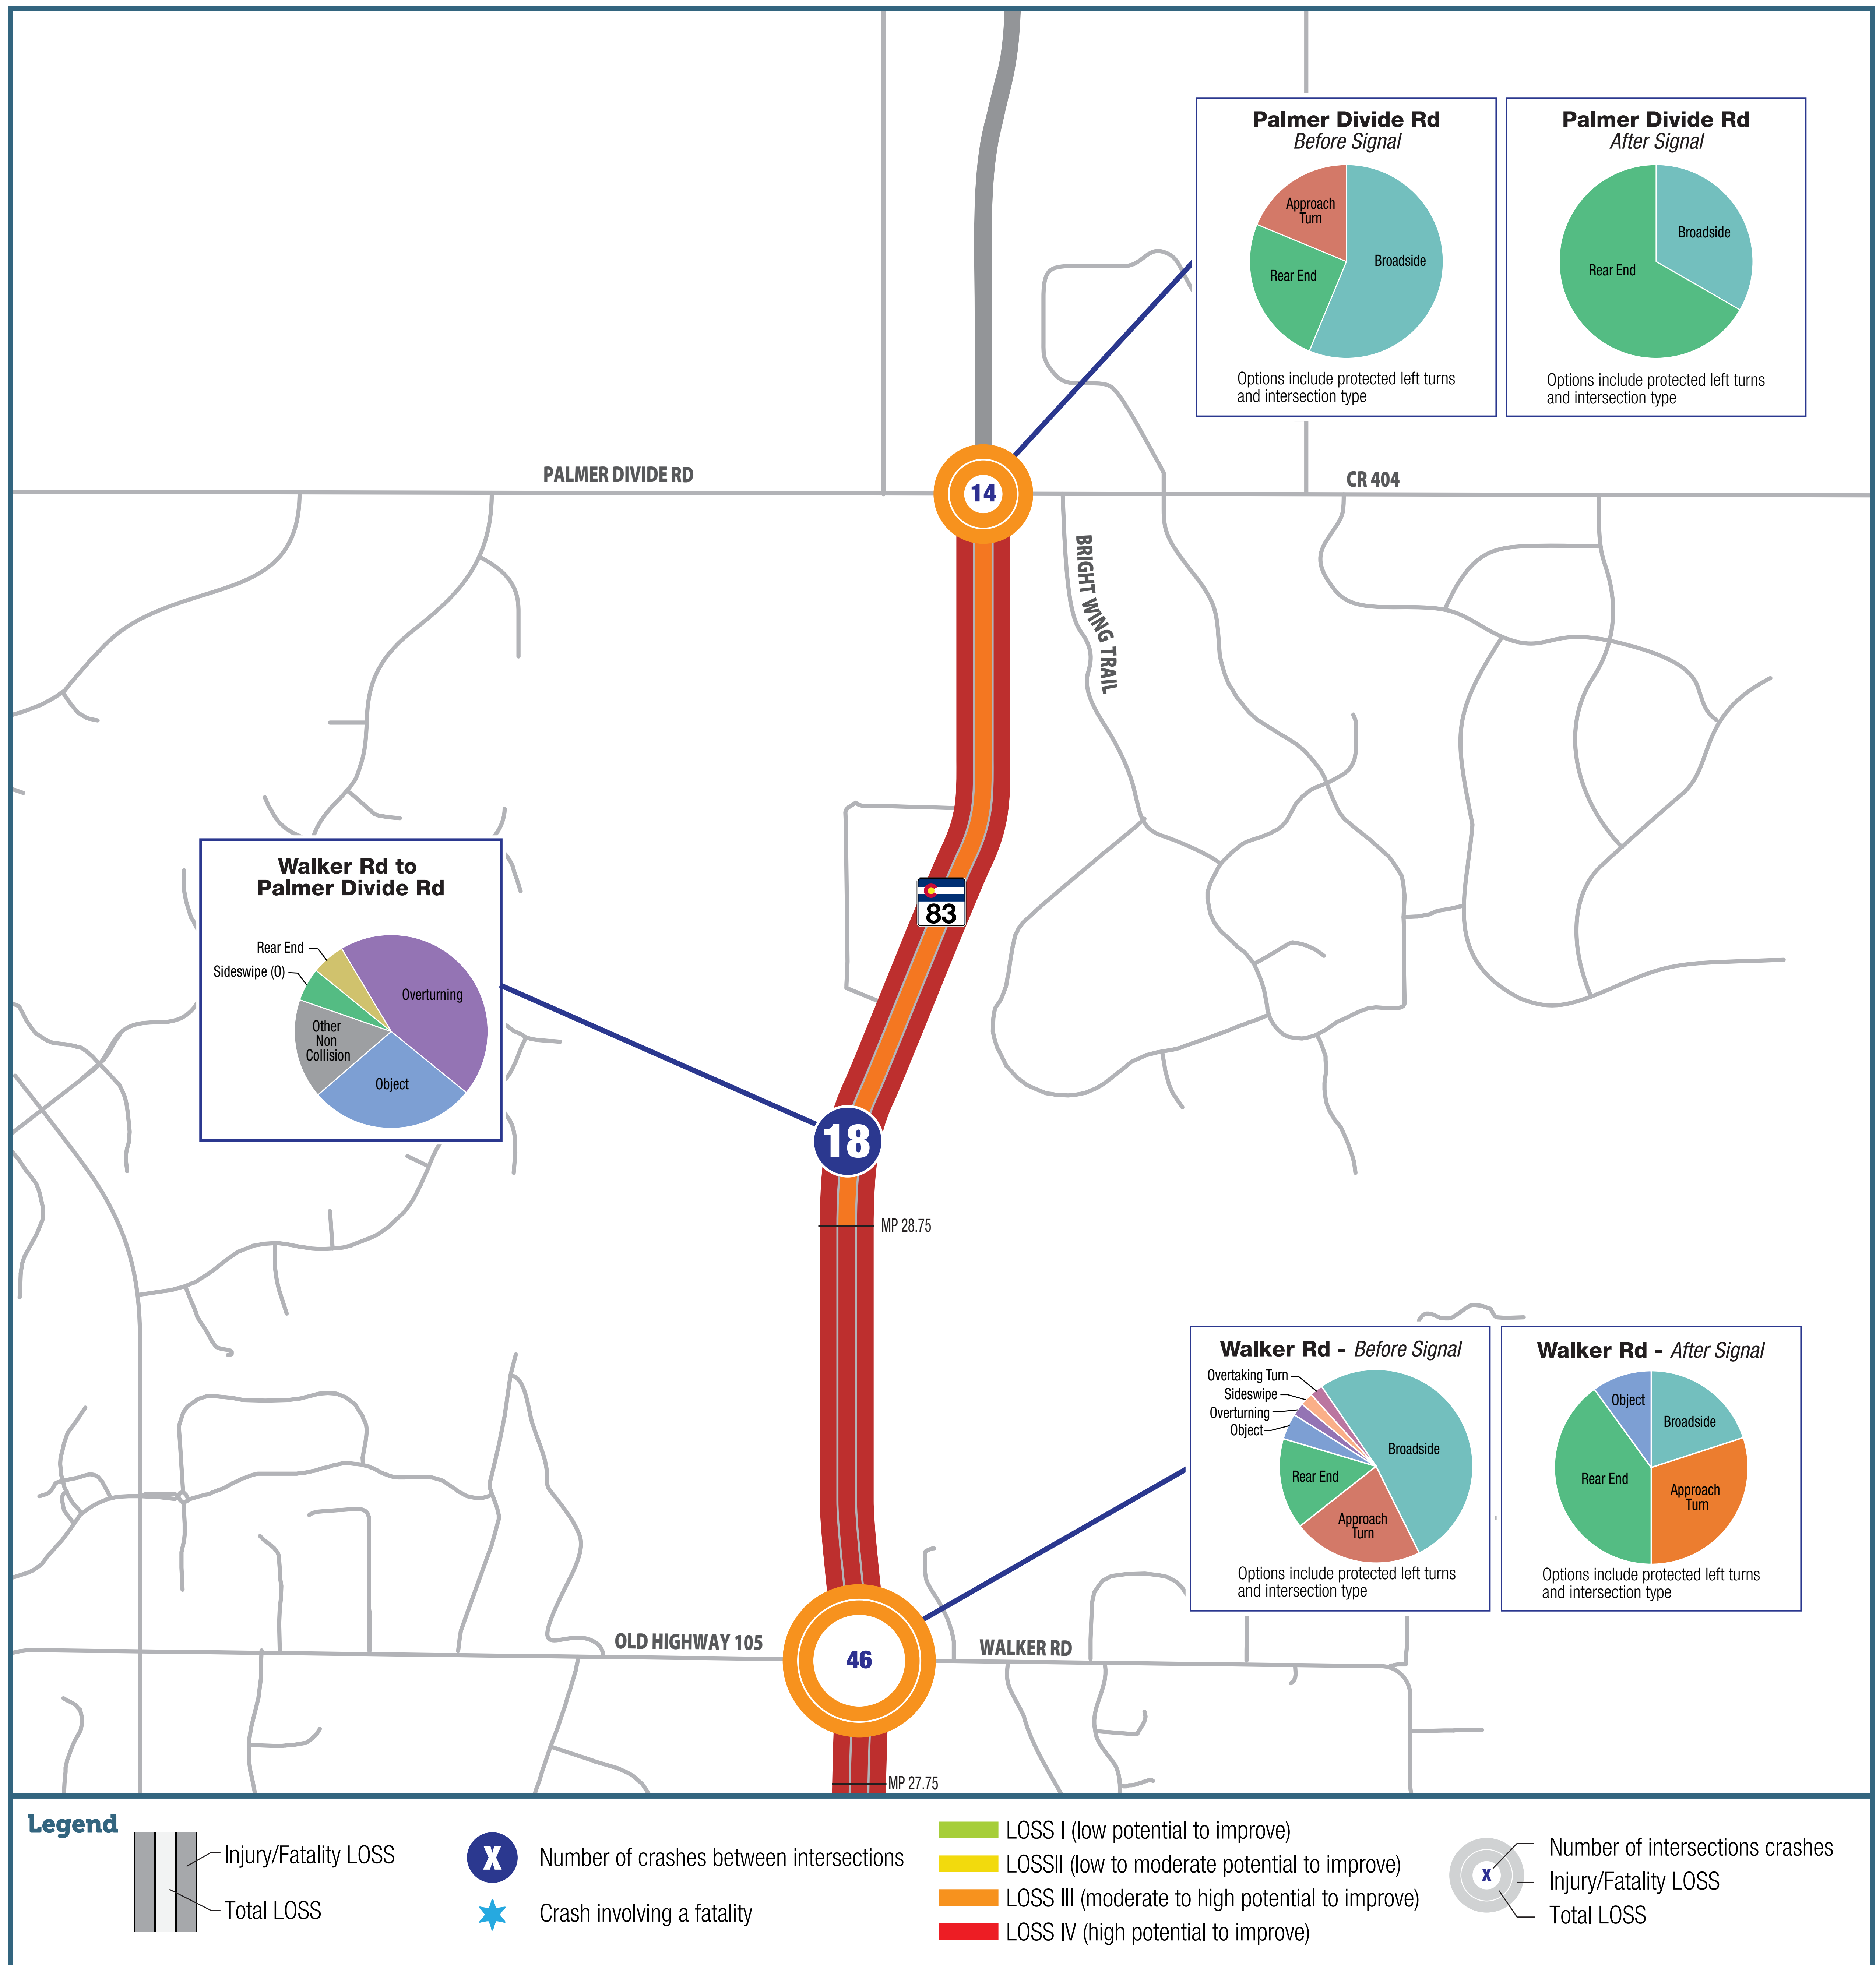 Palmer Divide Rd
Before Signal
Approach
Turn
Broadside
Rear End
Options include protected left turns
and intersection type
Palmer Divide Rd
After Signal
Broadside
Rear End
Options include protected left turns
and intersection type
PALMER DIVIDE RD
14
CR 404
BRIGHT WING TRAIL
83
Walker Rd to
Palmer Divide Rd
Rear End
Sideswipe (O)
Overturning
Other
Non
Collision
Object
18
MP 28.75
Walker Rd - Before Signal
Overtaking Turn
Sideswipe
Overturning
Object
Broadside
Rear End
Approach
Turn
Options include protected left turns
and intersection type
Walker Rd - After Signal
Object
Broadside
Rear End
Approach
Turn
Options include protected left turns
and intersection type
OLD HIGHWAY 105
46
WALKER RD
MP 27.75
Legend
Injury/Fatality LOSS
Total LOSS
X
Number of crashes between intersections
Crash involving a fatality
LOSS I (low potential to improve)
LOSSII (low to moderate potential to improve)
LOSS III (moderate to high potential to improve)
LOSS IV (high potential to improve)
X
Number of intersections crashes
Injury/Fatality LOSS
Total LOSS